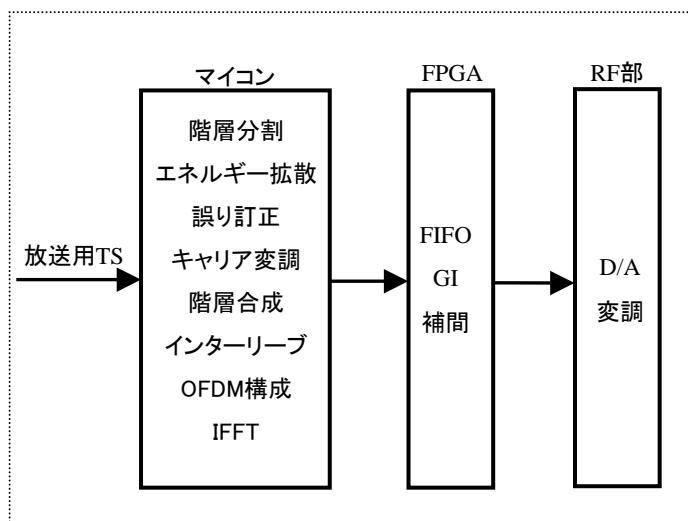 マイコン
FPGA
RF部
放送用TS
階層分割
エネルギー拡散
誤り訂正
キャリア変調
階層合成
インターリーブ
OFDM構成
IFFT
FIFO
GI
補間
D/A
変調